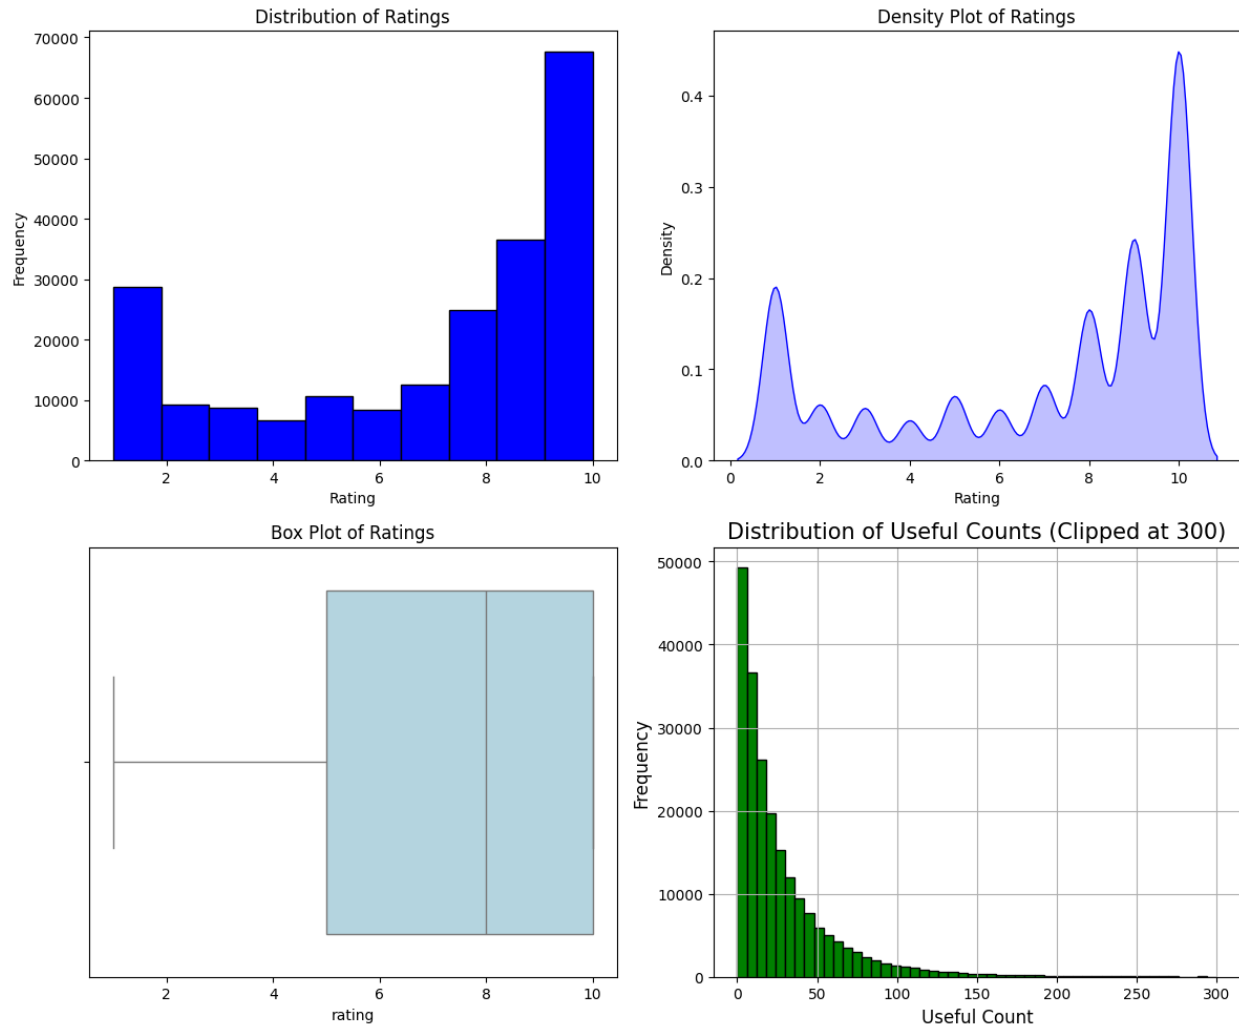 Distribution of Ratings
70000
60000
50000
40000
30000
20000
10000
0
Frequency
2 4 6 8 10
Rating
Density Plot of Ratings
0.4
0.3
0.2
0.1
0.0
Density
0 2 4 6 8 10
Rating
Box Plot of Ratings
2 4 6 8 10
rating
Distribution of Useful Counts (Clipped at 300)
50000
40000
30000
20000
10000
0
Frequency
0 50 100 150 200 250 300
Useful Count